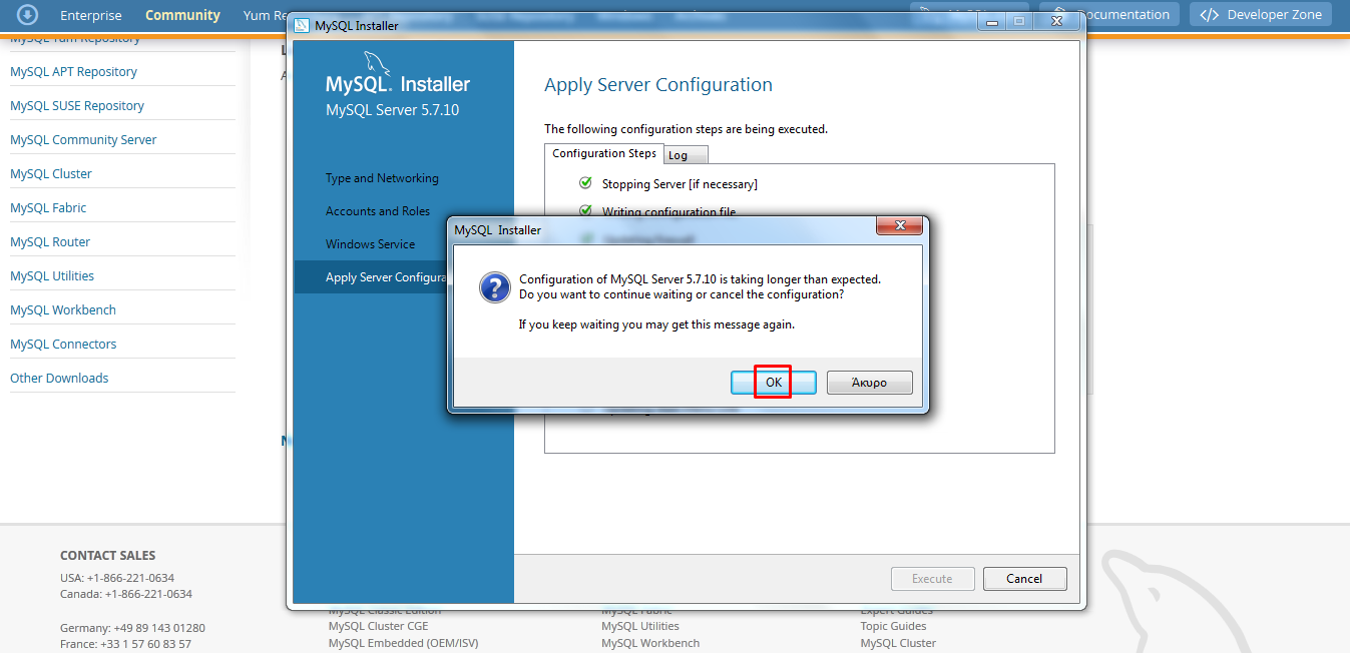 Enterprise
Community
Documentation
Developer Zone
MySQL Yum Repository
MySQL APT Repository
MySQL SUSE Repository
MySQL Community Server
MySQL Cluster
MySQL Fabric
MySQL Router
MySQL Utilities
MySQL Workbench
MySQL Connectors
Other Downloads
MySQL Installer
MySQL. Installer
MySQL Server 5.7.10
Type and Networking
Accounts and Roles
Windows Service
Apply Server Configura
Apply Server Configuration
The following configuration steps are being executed.
Configuration Steps
Log
Stopping Server [if necessary]
Writing configuration file
MySQL Installer
Configuration of MySQL Server 5.7.10 is taking longer than expected.
Do you want to continue waiting or cancel the configuration?
If you keep waiting you may get this message again.
OK
Άκυρο
Execute
Cancel
CONTACT SALES
USA: +1-866-221-0634
Canada: +1-866-221-0634
Germany: +49 89 143 01280
France: +33 1 57 60 83 57
MySQL Classic Edition
MySQL Cluster CGE
MySQL Embedded (OEM/ISV)
MySQL Fabric
MySQL Utilities
MySQL Workbench
Expert Guides
Topic Guides
MySQL Cluster